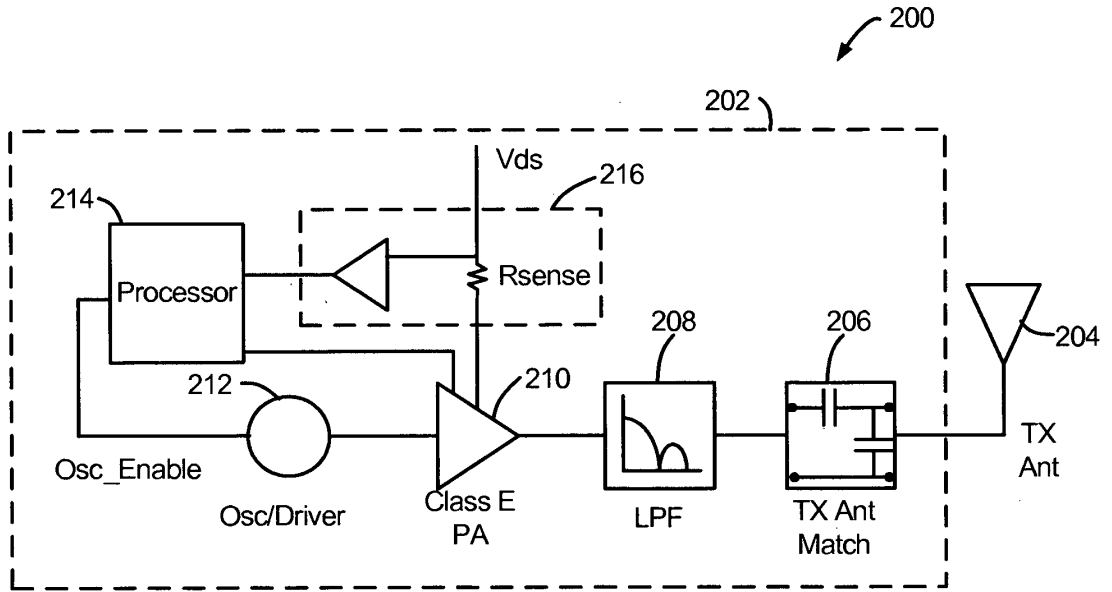 200
202
Vds
216
214
Processor
Rsense
208
206
204
212
210
Osc_Enable
Osc/Driver
Class E
PA
LPF
TX Ant
Match
TX
Ant